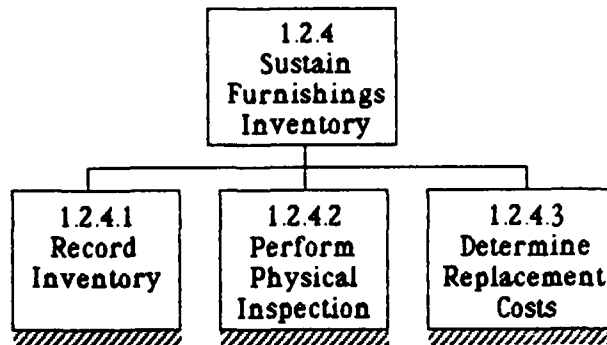 1.2.4
Sustain
Furnishings
Inventory
1.2.4.1
Record
Inventory
1.2.4.2
Perform
Physical
Inspection
1.2.4.3
Determine
Replacement
Costs